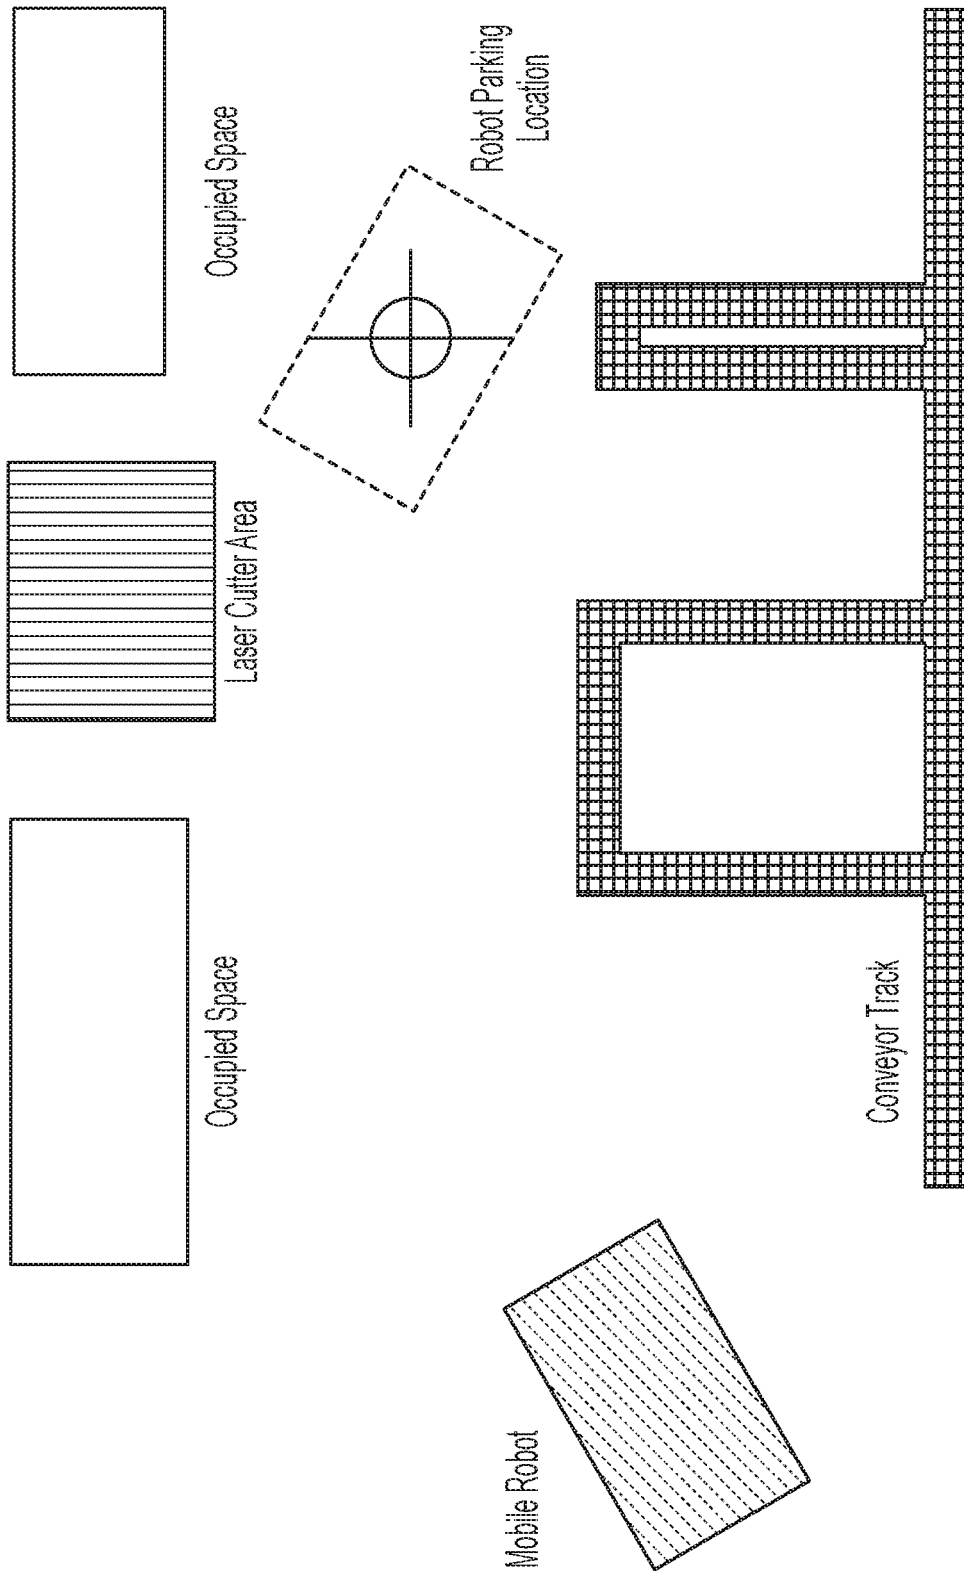 Occupied Space
Laser Cutter Area
Occupied Space
Robot Parking
Location
Conveyor Track
Mobile Robot